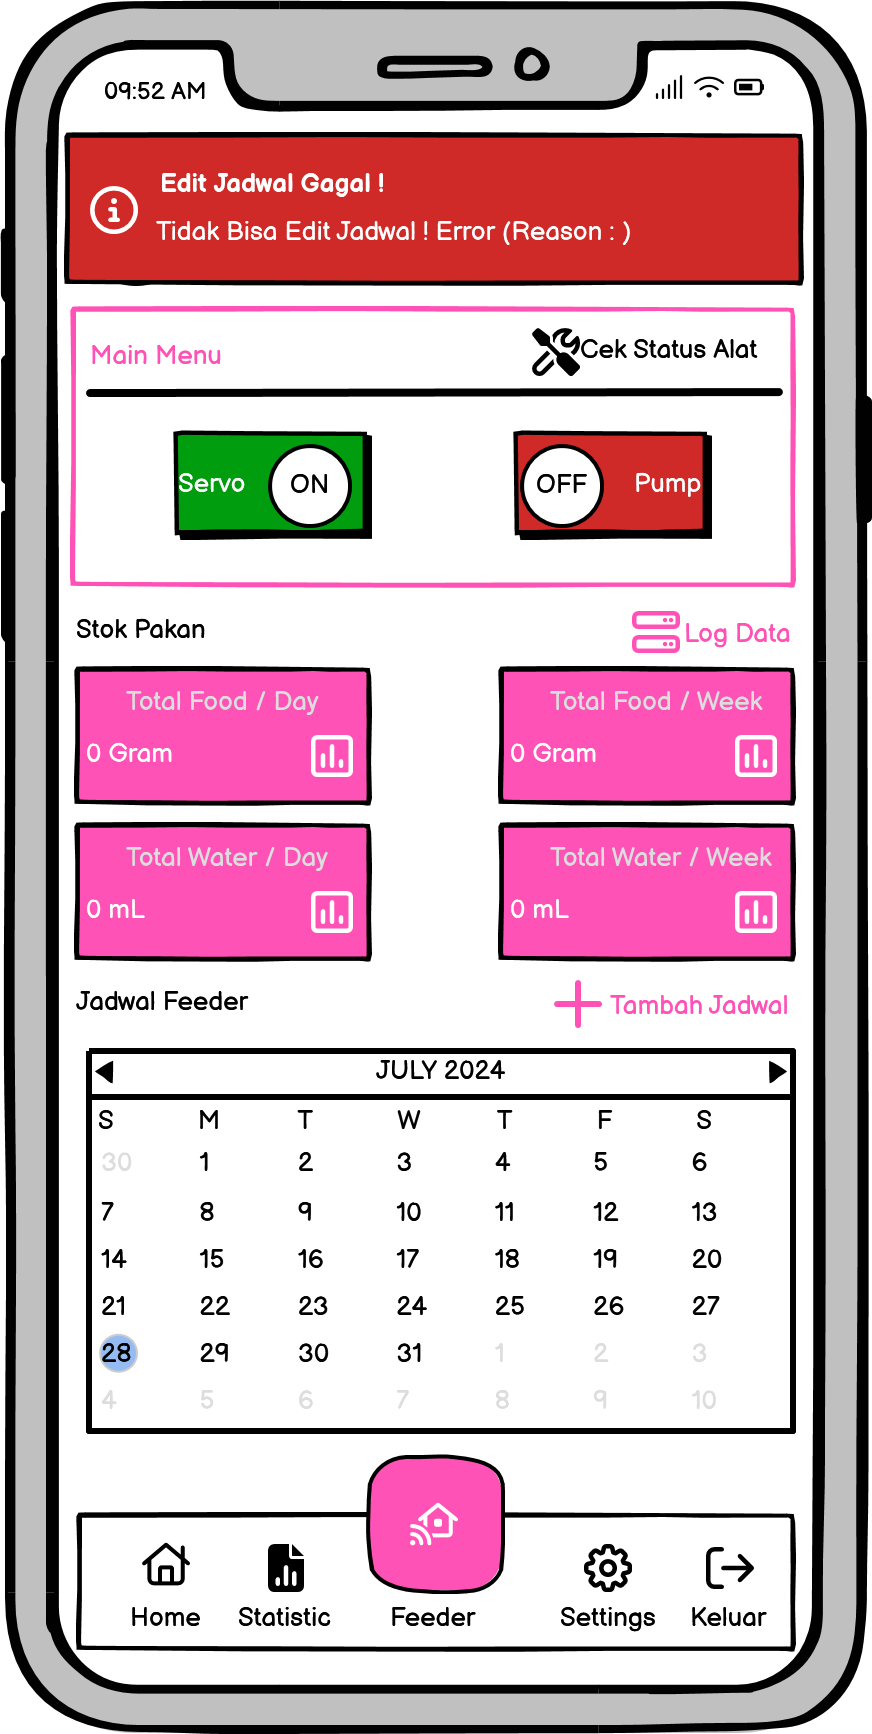 09:52 AM
Edit Jadwal Gagal !
Tidak Bisa Edit Jadwal ! Error (Reason : )
Main Menu
Cek Status Alat
Servo ON
OFF Pump
Stok Pakan
Log Data
Total Food / Day
0 Gram
Total Food / Week
0 Gram
Total Water / Day
0 mL
Total Water / Week
0 mL
Jadwal Feeder
Tambah Jadwal
JULY 2024
S M T W T F S
30 1 2 3 4 5 6
7 8 9 10 11 12 13
14 15 16 17 18 19 20
21 22 23 24 25 26 27
28 29 30 31 1 2 3
4 5 6 7 8 9 10
Home Statistic Feeder Settings Keluar